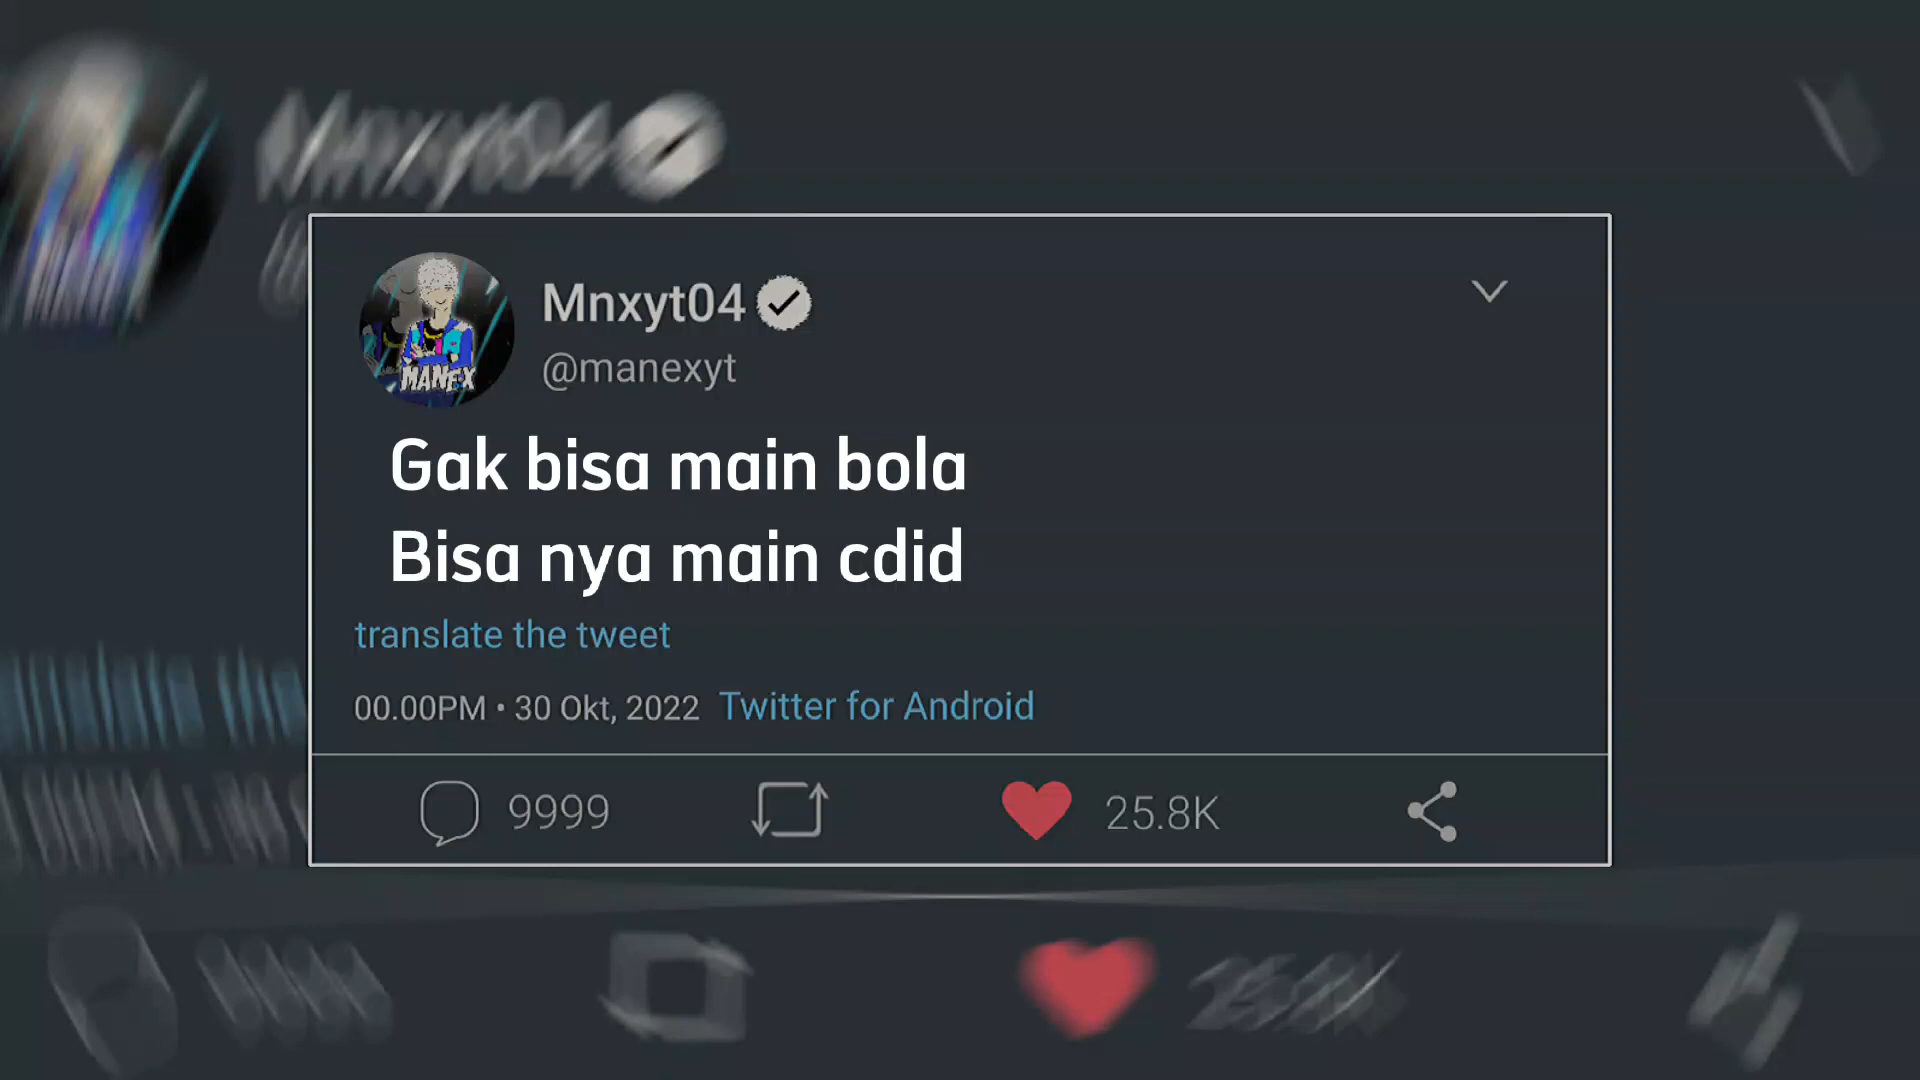 Mnxyt04
@manexyt
MANEX
Gak bisa main bola
Bisa nya main cdid
translate the tweet
00.00PM • 30 Okt, 2022 Twitter for Android
9999
25.8K